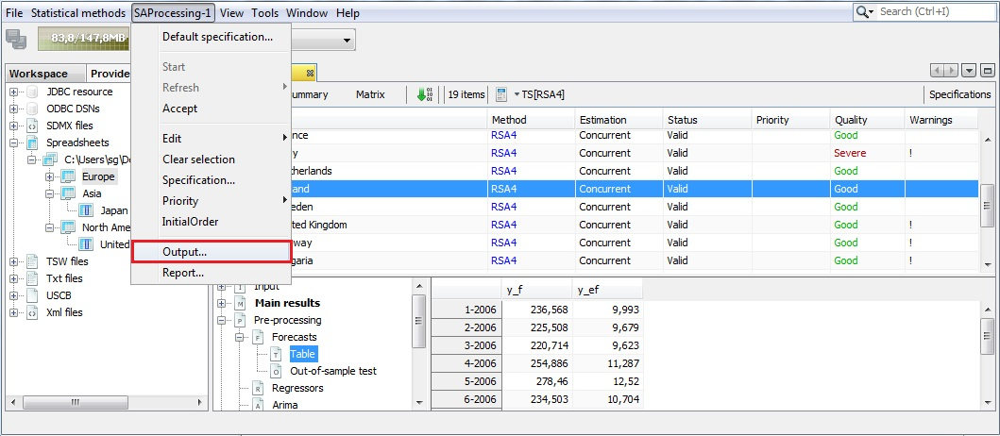 File Statistical methods SAProcessing-1 View Tools Window Help Search (Ctrl+I)
83,8/147,8MB
Default specification...
Start
Refresh
Accept
Edit
Clear selection
Specification...
Priority
InitialOrder
Output...
Report...
Workspace Provide
JDBC resource
ODBC DSNs
SDMX files
Spreadsheets
C:\Users\sg\De
Europe
Asia
Japan
North Ame
United
TSW files
Txt files
USCB
Xml files
ummary Matrix 19 items TS[RSA4] Specifications
Method Estimation Status Priority Quality Warnings
nce RSA4 Concurrent Valid Good
y RSA4 Concurrent Valid Severe !
therlands RSA4 Concurrent Valid Good
and RSA4 Concurrent Valid Good
eden RSA4 Concurrent Valid Good
ited Kingdom RSA4 Concurrent Valid Good !
way RSA4 Concurrent Valid Good !
garia RSA4 Concurrent Valid Good !
Input
Main results
Pre-processing
Forecasts
Table
Out-of-sample test
Regressors
Arima
y_f y_ef
1-2006 236,568 9,993
2-2006 225,508 9,679
3-2006 220,714 9,623
4-2006 254,886 11,287
5-2006 278,46 12,52
6-2006 234,503 10,704